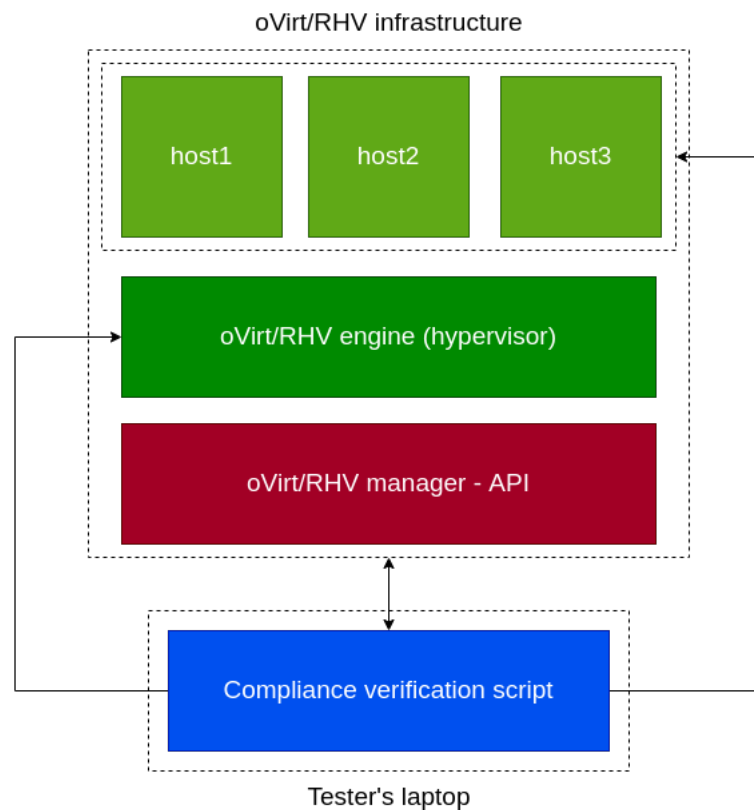 oVirt/RHV infrastructure
host1
host2
host3
oVirt/RHV engine (hypervisor)
oVirt/RHV manager - API
Compliance verification script
Tester's laptop